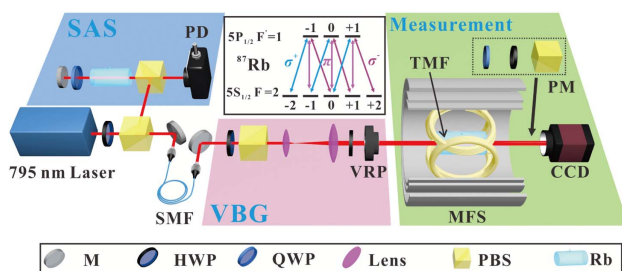 SAS
PD
795 nm Laser
SMF
5P1/2 F'=1
-1 0 +1
87Rb
σ+
π
σ-
5S1/2 F=2
-2 -1 0 +1 +2
VBG
VRP
Measurement
TMF
PM
CCD
MFS
M
HWP
QWP
Lens
PBS
Rb